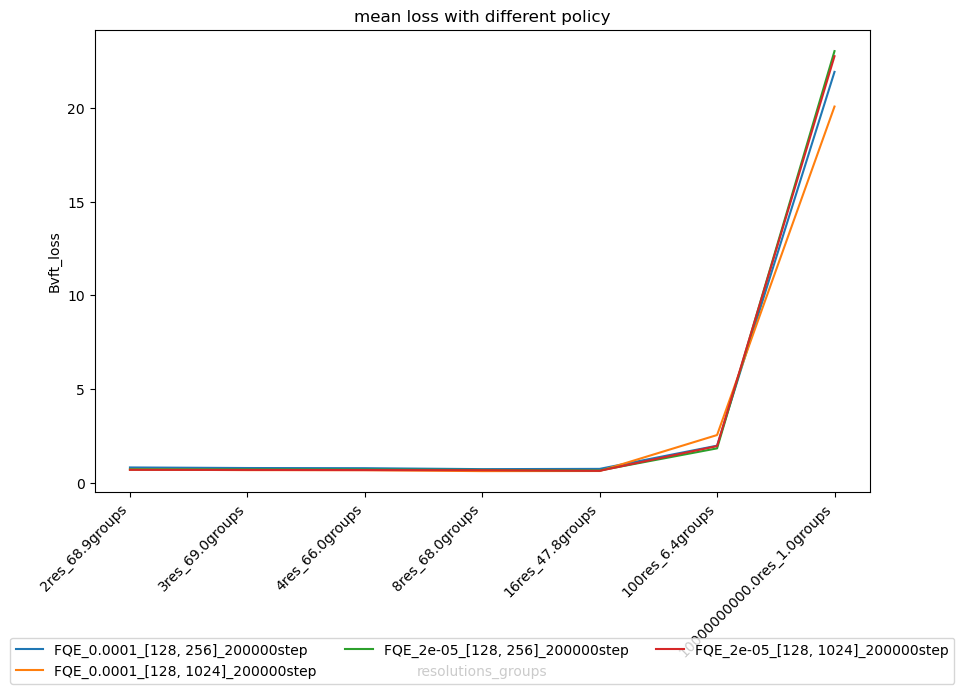 mean loss with different policy
Bvft_loss
20
15
10
5
0
2res_68.9groups
3res_69.0groups
4res_66.0groups
8res_68.0groups
16res_47.8groups
100res_6.4groups
FQE_0.0001_[128, 256]_200000step
FQE_0.0001_[128, 1024]_200000step
FQE_2e-05_[128, 256]_200000step
FQE_2e-05_[128, 1024]_200000step
resolutions_groups